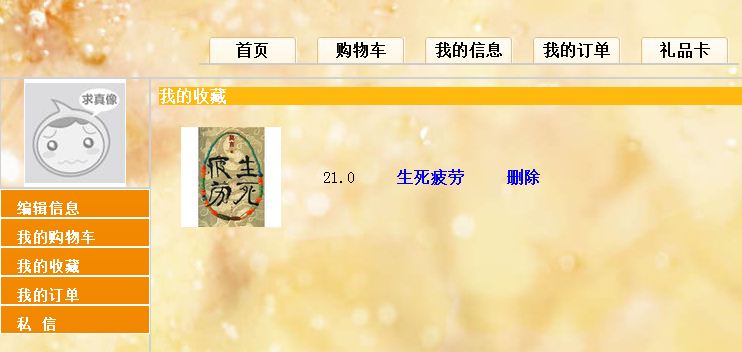 首页 购物车 我的信息 我的订单 礼品卡
求真像
我的收藏
莫言
生死疲劳
21.0 生死疲劳 删除
编辑信息
我的购物车
我的收藏
我的订单
私 信